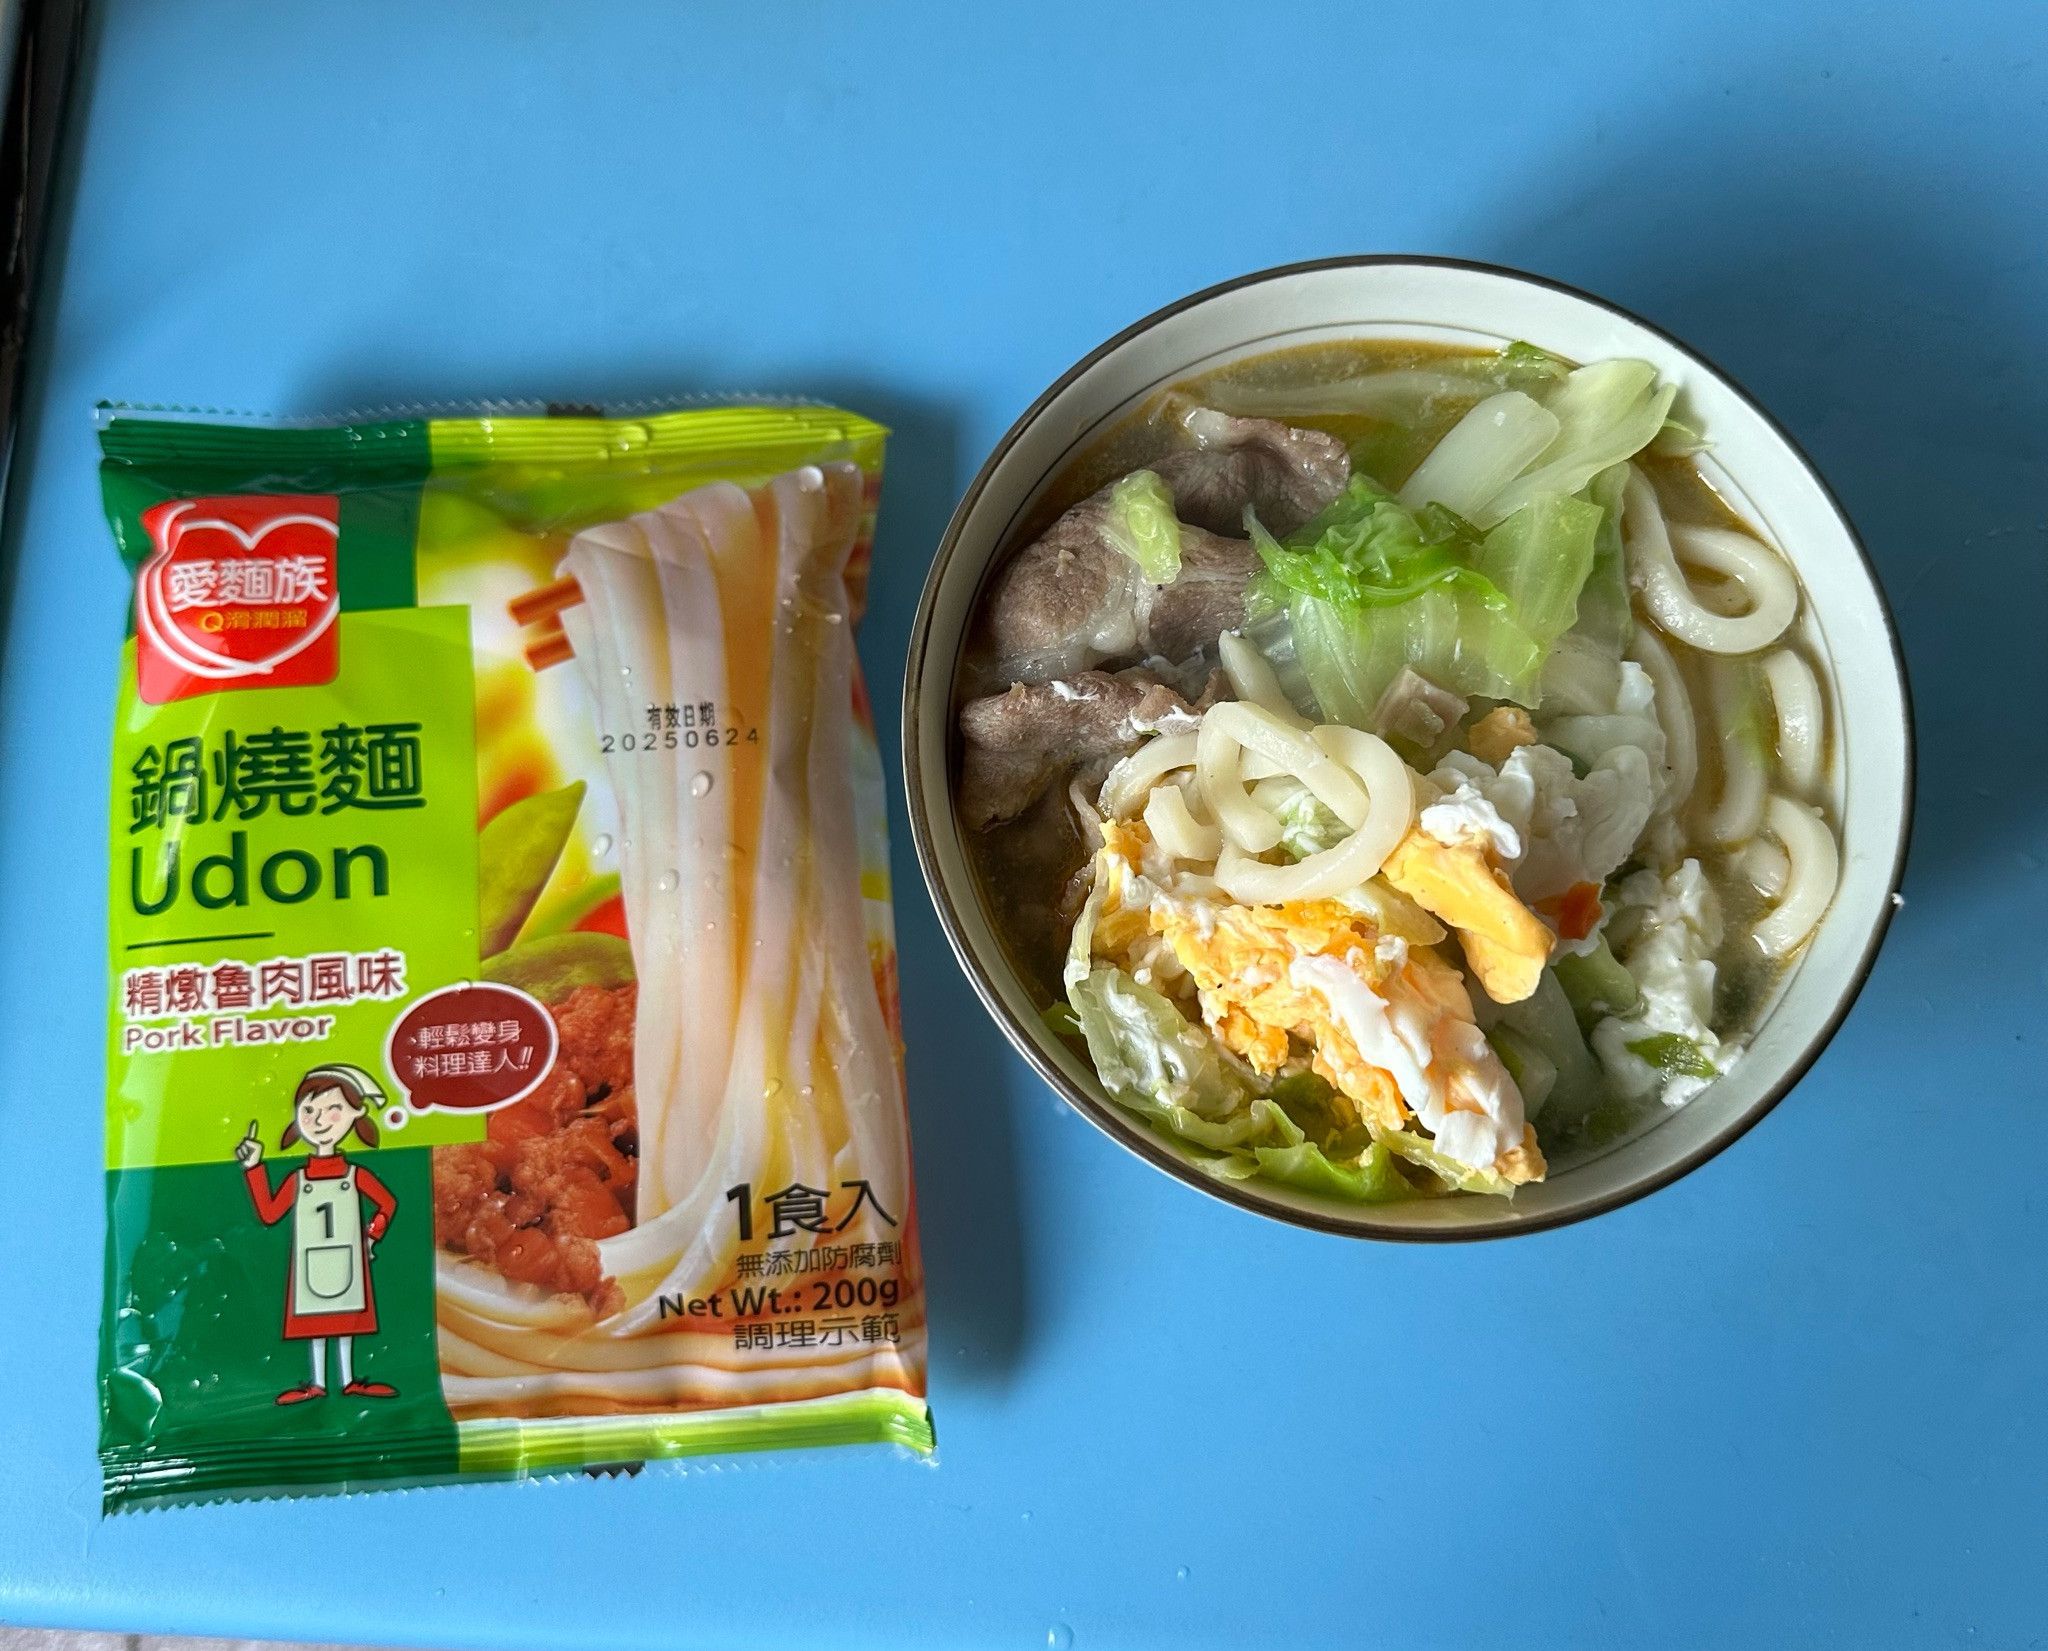 愛麵族
Q滑潤溜
鍋燒麵
Udon
精燉魯肉風味
Pork Flavor
輕鬆變身
料理達人!!
1
有效日期
20250624
1食入
無添加防腐劑
Net Wt.: 200g
調理示範